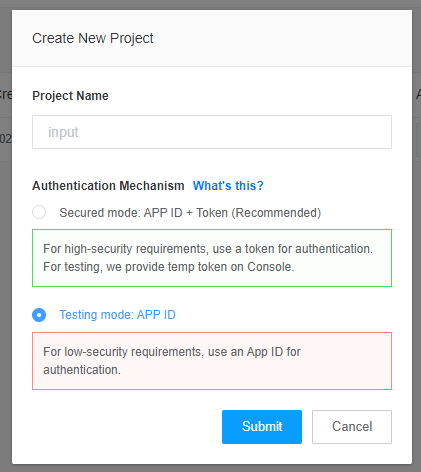 Create New Project
Cre
A
Project Name
input
02
Authentication Mechanism What's this?
Secured mode: APP ID + Token (Recommended)
For high-security requirements, use a token for authentication.
For testing, we provide temp token on Console.
Testing mode: APP ID
For low-security requirements, use an App ID for
authentication.
Submit Cancel